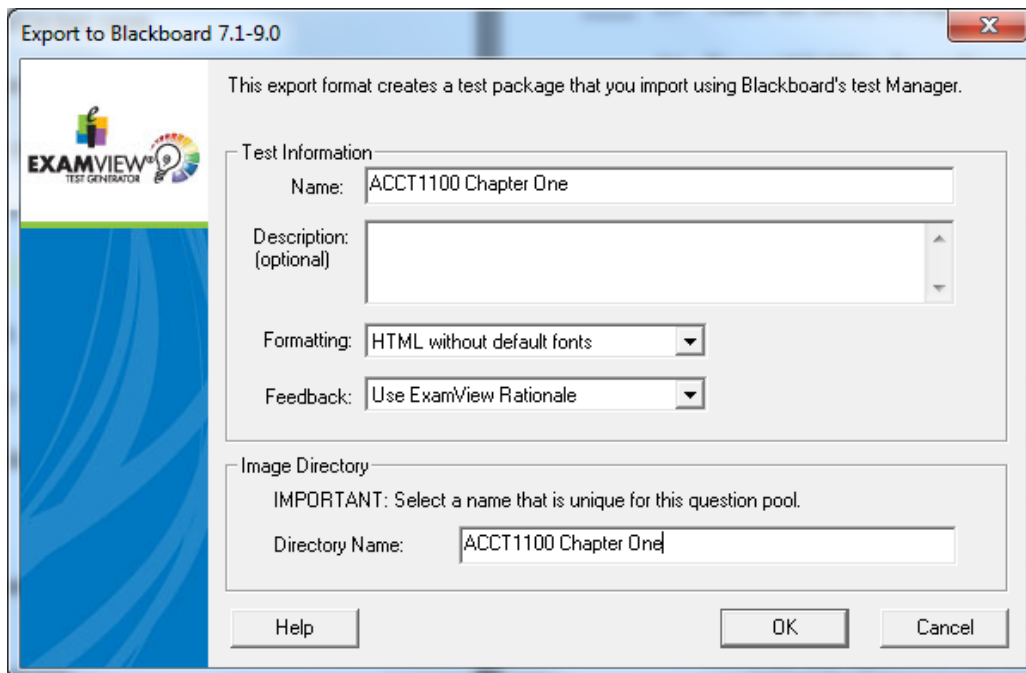 Export to Blackboard 7.1-9.0
X
ei
EXAMVIEW®
TEST GENERATOR
This export format creates a test package that you import using Blackboard's test Manager.
Test Information
Name: ACCT1100 Chapter One
Description:
(optional)
Formatting: HTML without default fonts
Feedback: Use ExamView Rationale
Image Directory
IMPORTANT: Select a name that is unique for this question pool.
Directory Name: ACCT1100 Chapter One
Help OK Cancel